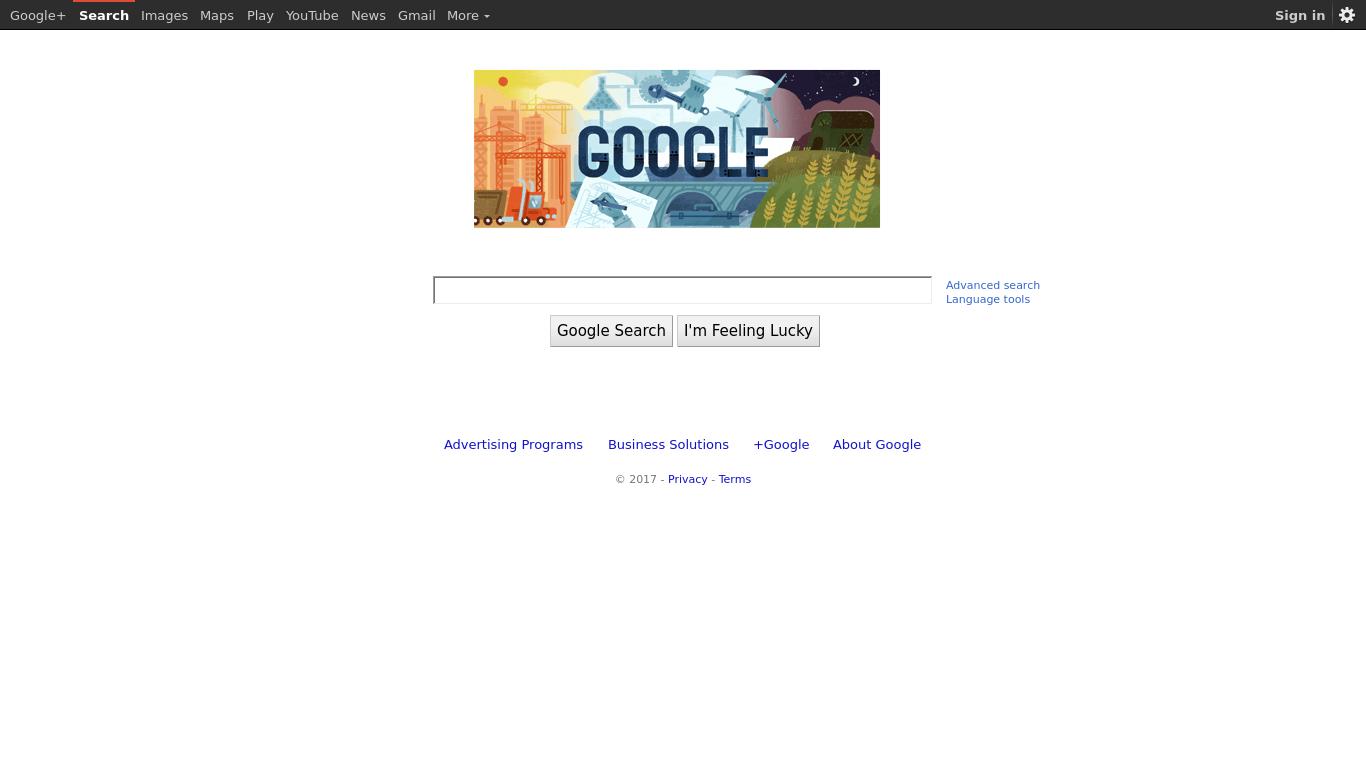 Google+ Search Images Maps Play YouTube News Gmail More Sign in
GOOGLE
Advanced search
Language tools
Google Search I'm Feeling Lucky
Advertising Programs Business Solutions +Google About Google
© 2017 - Privacy - Terms